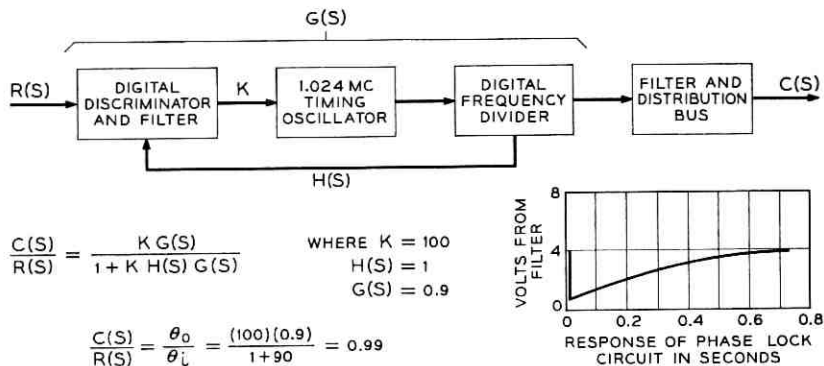 G(S)
R(S)
DIGITAL
DISCRIMINATOR
AND FILTER
K
1.024 MC
TIMING
OSCILLATOR
DIGITAL
FREQUENCY
DIVIDER
FILTER AND
DISTRIBUTION
BUS
C(S)
H(S)
C(S)/R(S) = K G(S)/(1 + K H(S) G(S))
WHERE K = 100
H(S) = 1
G(S) = 0.9
C(S)/R(S) = θo/θi = (100)(0.9)/(1 + 90) = 0.99
VOLTS FROM
FILTER
8
4
0
0 0.2 0.4 0.6 0.8
RESPONSE OF PHASE LOCK
CIRCUIT IN SECONDS